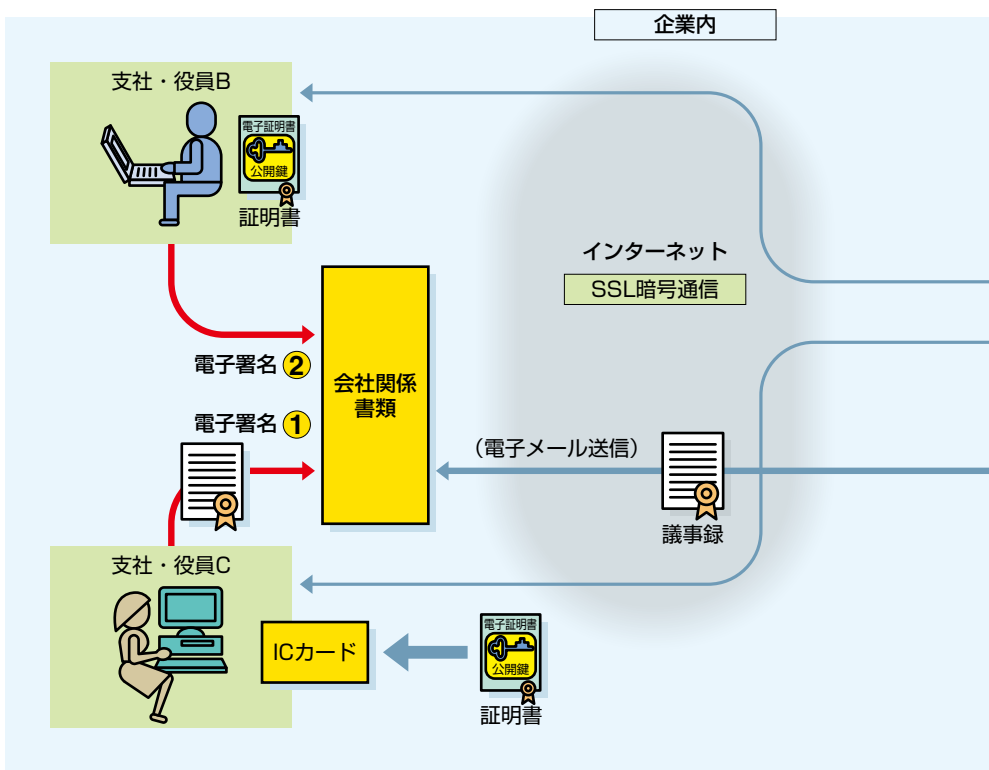 企業内
支社・役員B
電子証明書
公開鍵
証明書
インターネット
SSL暗号通信
電子署名 ②
会社関係
書類
電子署名 ①
（電子メール送信）
議事録
支社・役員C
ICカード
電子証明書
公開鍵
証明書